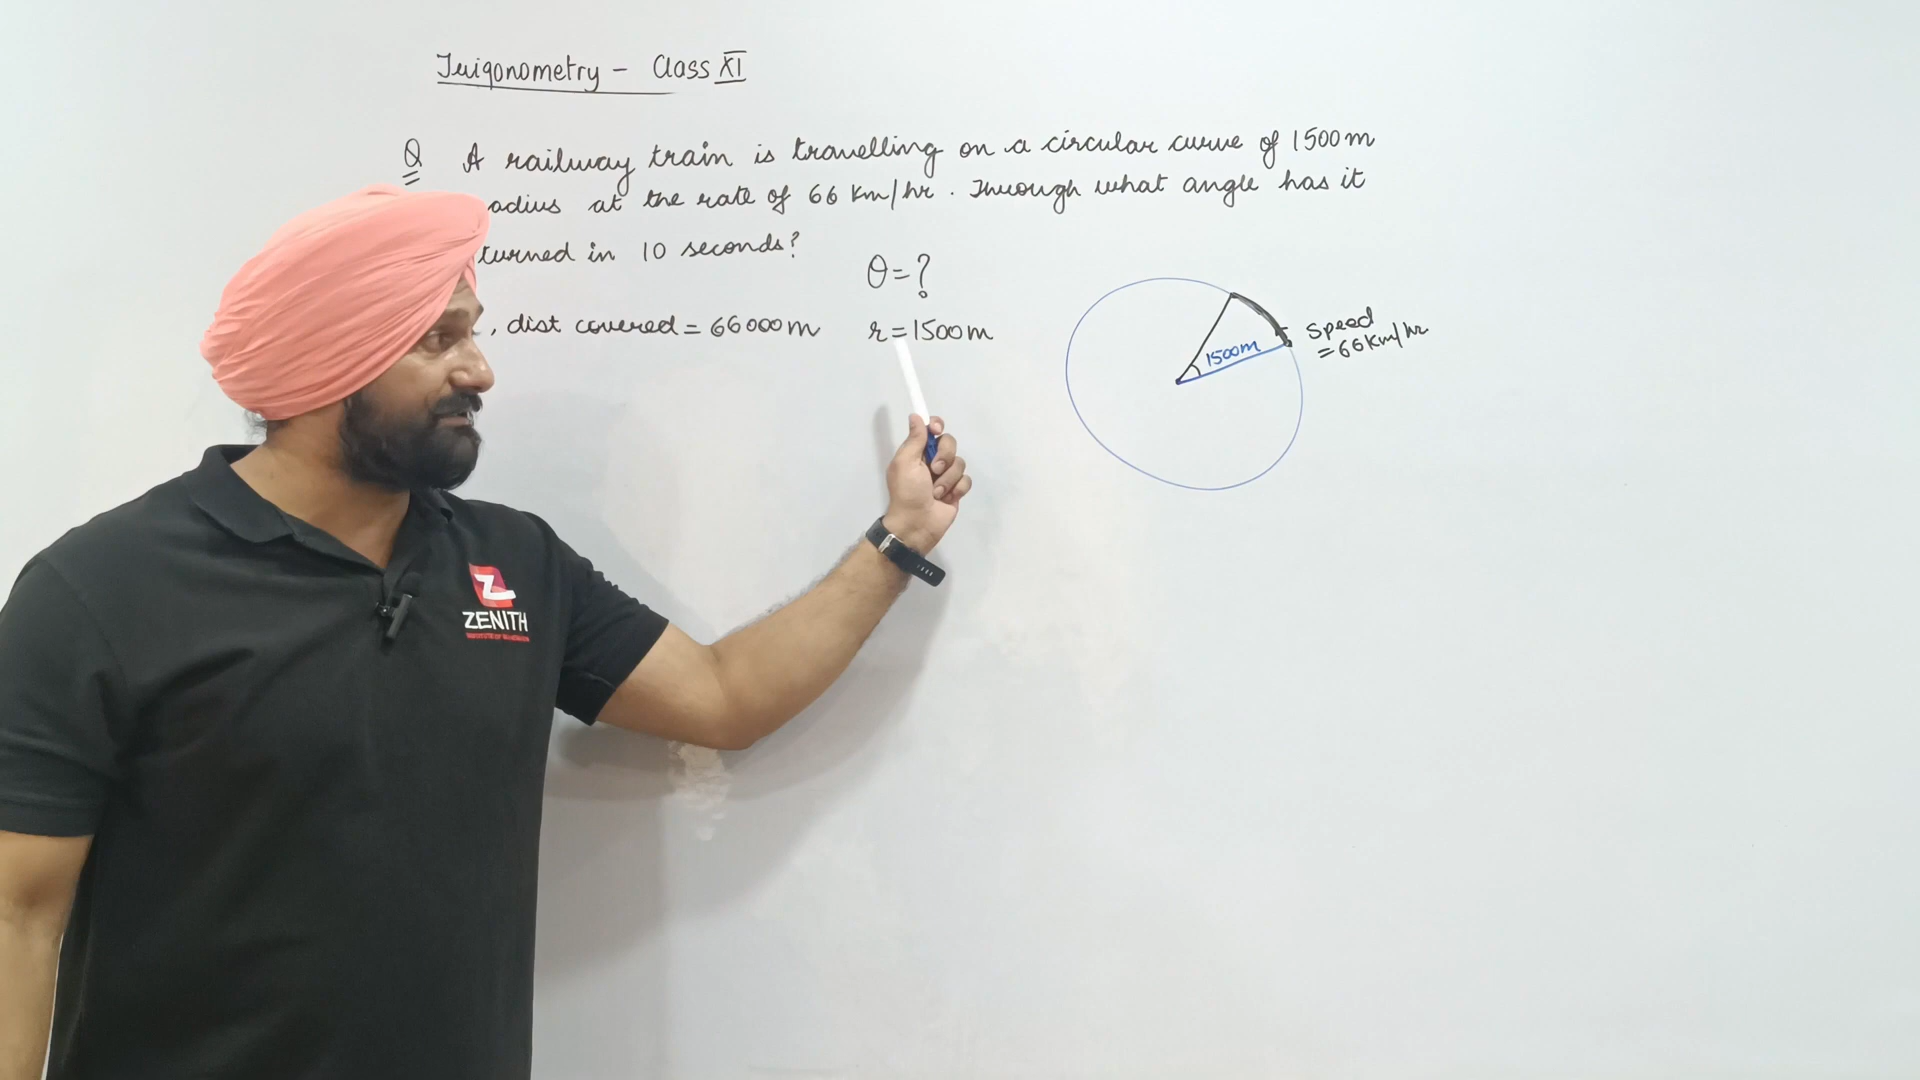 Trigonometry - Class XI
Q A railway train is travelling on a circular curve of 1500m
adius at the rate of 66 Km/hr. Through what angle has it
turned in 10 seconds?
θ=?
, dist covered = 66000m
r=1500m
1500m
Speed
=66Km/hr
ZENITH